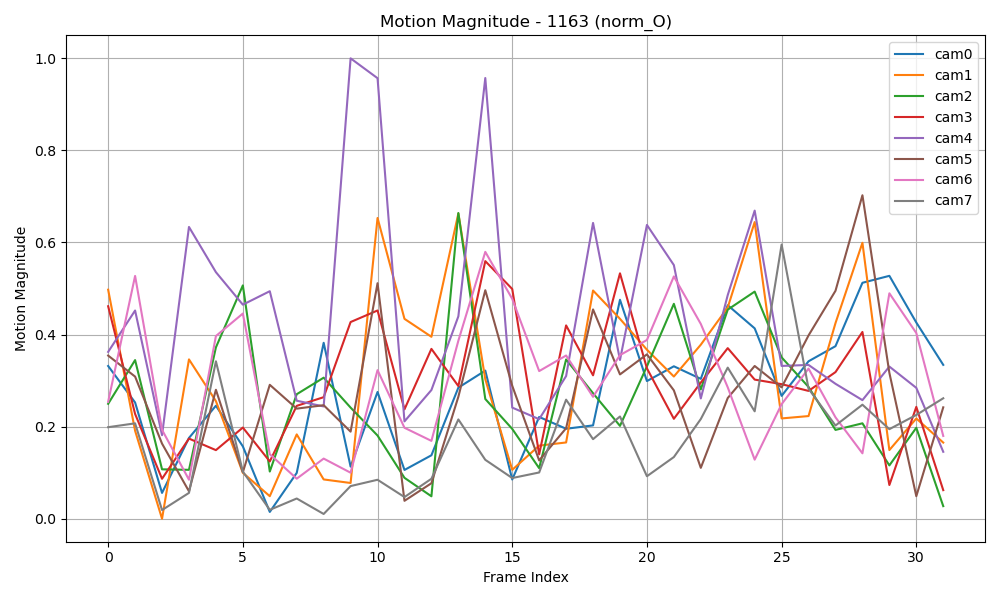 Motion Magnitude - 1163 (norm_O)
Motion Magnitude
1.0
0.8
0.6
0.4
0.2
0.0
0 5 10 15 20 25 30
Frame Index
cam0
cam1
cam2
cam3
cam4
cam5
cam6
cam7